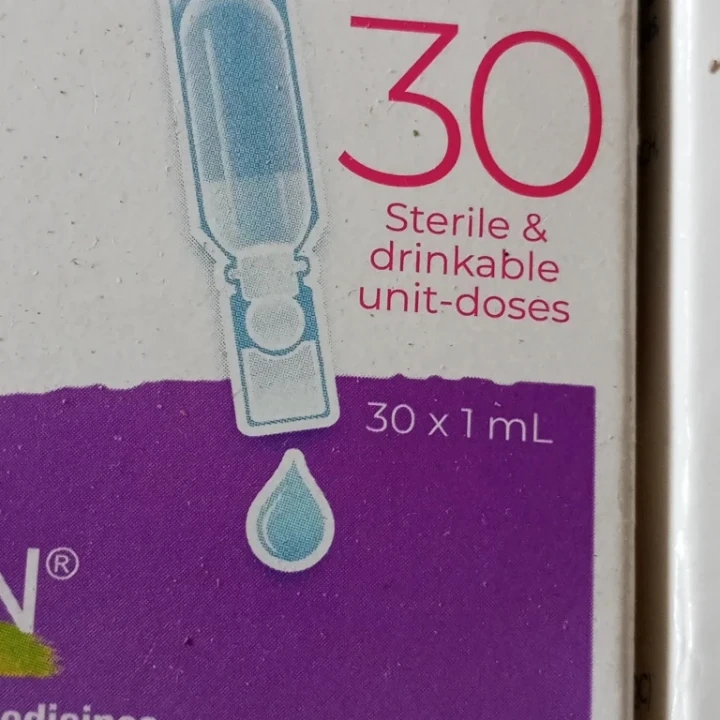 30
Sterile &
drinkable
unit-doses
30 x 1 mL
N®